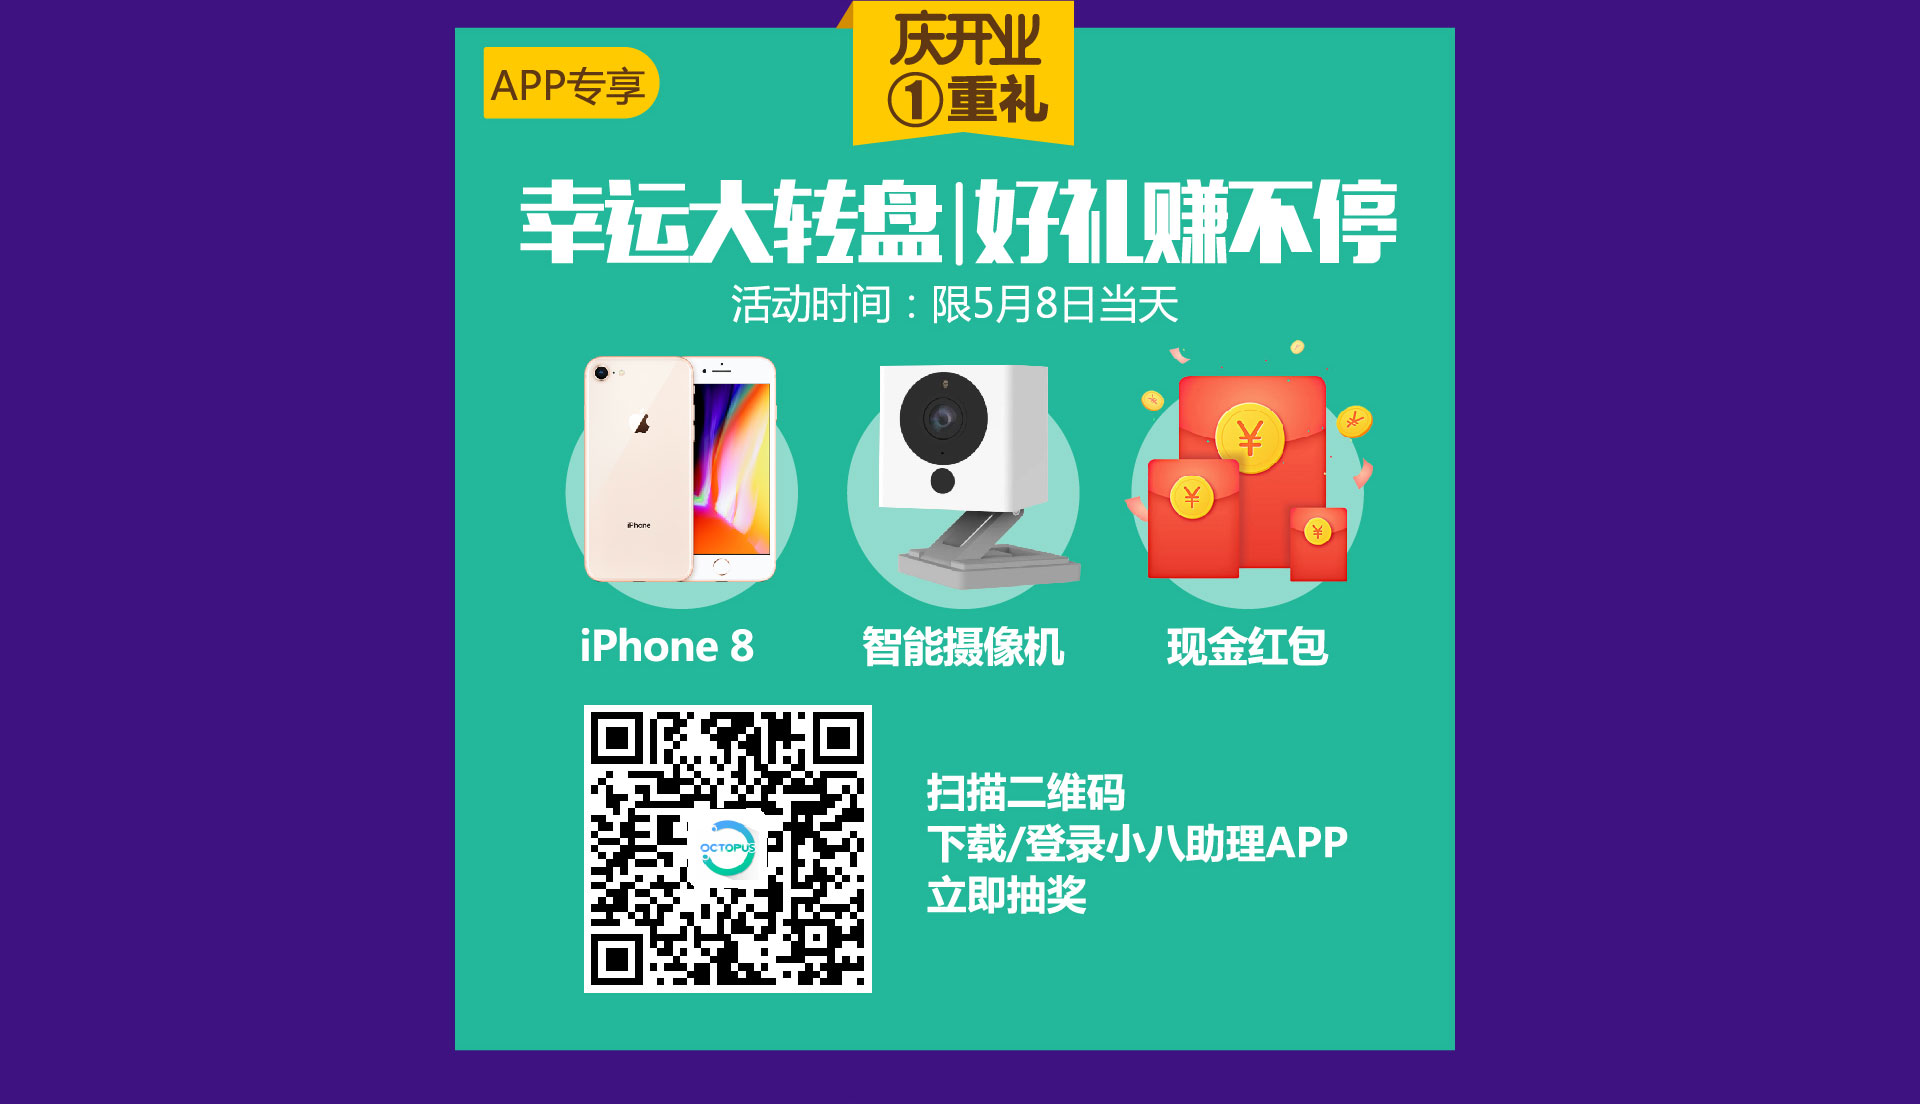 庆开业
①重礼
APP专享
幸运大转盘|好礼赚不停
活动时间：限5月8日当天
iPhone
iPhone 8
智能摄像机
现金红包
OCTOPUS
扫描二维码
下载/登录小八助理APP
立即抽奖